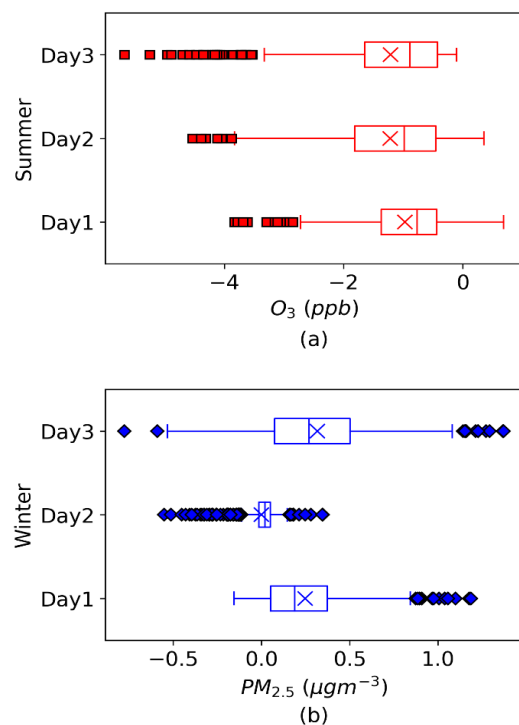 Day3
Day2
Day1
Summer
−4
−2
0
O₃ (ppb)
(a)
Day3
Day2
Day1
Winter
−0.5
0.0
0.5
1.0
PM₂.₅ (μgm⁻³)
(b)